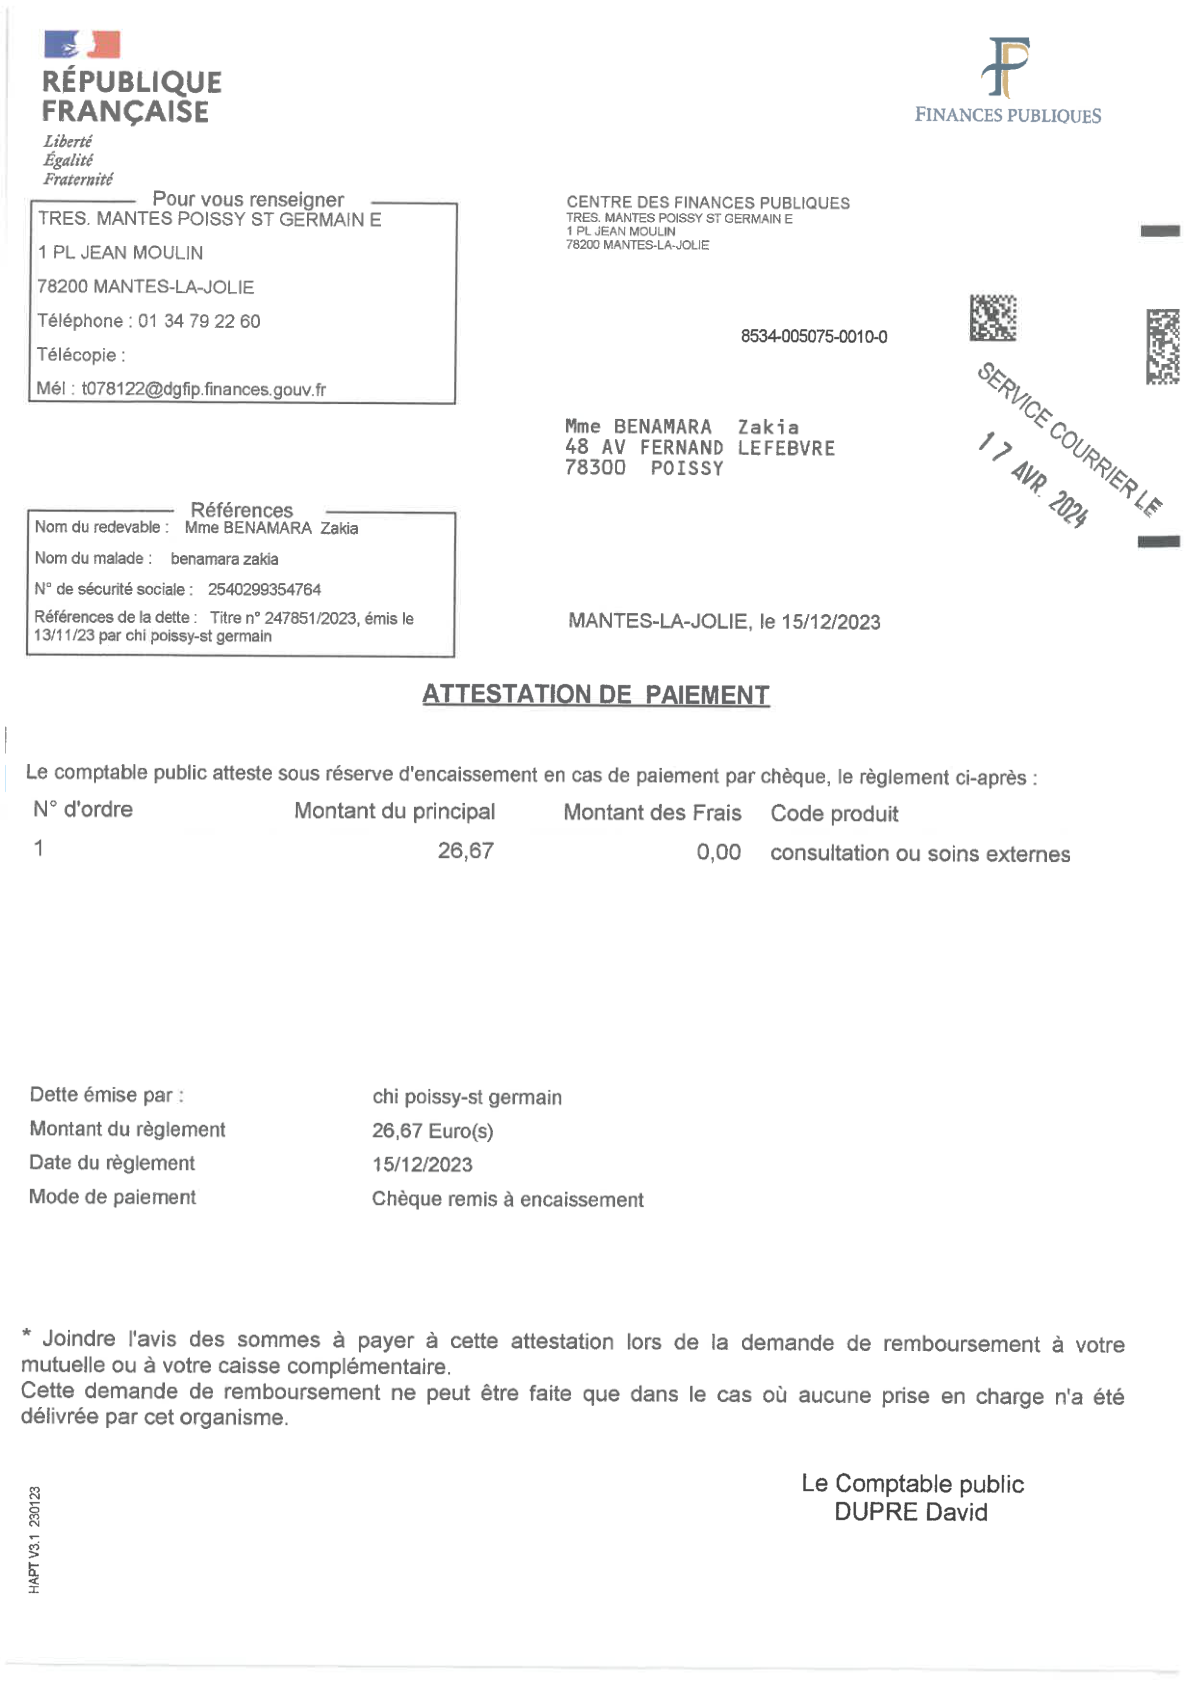 RÉPUBLIQUE
FRANÇAISE
Liberté
Égalité
Fraternité
FINANCES PUBLIQUES
Pour vous renseigner
TRES. MANTES POISSY ST GERMAIN E
1 PL JEAN MOULIN
78200 MANTES-LA-JOLIE
Téléphone : 01 34 79 22 60
Télécopie :
Mél : t078122@dgfip.finances.gouv.fr
CENTRE DES FINANCES PUBLIQUES
TRES. MANTES POISSY ST GERMAIN E
1 PL JEAN MOULIN
78200 MANTES-LA-JOLIE
8534-005075-0010-0
SERVICE COURRIER LE
17 AVR. 2024
Mme BENAMARA Zakia
48 AV FERNAND LEFEBVRE
78300 POISSY
Références
Nom du redevable : Mme BENAMARA Zakia
Nom du malade : benamara zakia
N° de sécurité sociale : 2540299354764
Références de la dette : Titre n° 247851/2023, émis le
13/11/23 par chi poissy-st germain
MANTES-LA-JOLIE, le 15/12/2023
ATTESTATION DE PAIEMENT
Le comptable public atteste sous réserve d'encaissement en cas de paiement par chèque, le règlement ci-après :
N° d'ordre Montant du principal Montant des Frais Code produit
1 26,67 0,00 consultation ou soins externes
Dette émise par : chi poissy-st germain
Montant du règlement 26,67 Euro(s)
Date du règlement 15/12/2023
Mode de paiement Chèque remis à encaissement
* Joindre l'avis des sommes à payer à cette attestation lors de la demande de remboursement à votre
mutuelle ou à votre caisse complémentaire.
Cette demande de remboursement ne peut être faite que dans le cas où aucune prise en charge n'a été
délivrée par cet organisme.
Le Comptable public
DUPRE David
HAPT V3.1 230123